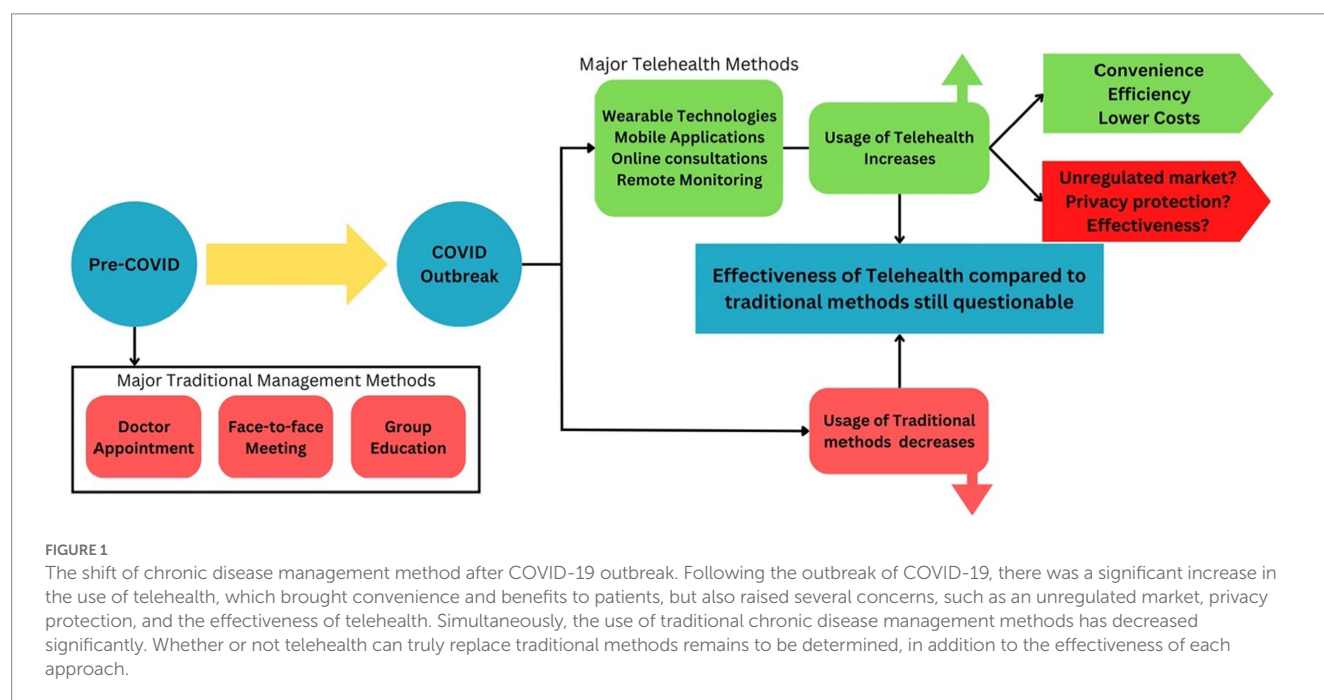 Major Telehealth Methods
Wearable Technologies
Mobile Applications
Online consultations
Remote Monitoring
Usage of Telehealth
Increases
Convenience
Efficiency
Lower Costs
Unregulated market?
Privacy protection?
Effectiveness?
Pre-COVID
COVID
Outbreak
Effectiveness of Telehealth compared to
traditional methods still questionable
Major Traditional Management Methods
Doctor
Appointment
Face-to-face
Meeting
Group
Education
Usage of Traditional
methods decreases
FIGURE 1
The shift of chronic disease management method after COVID-19 outbreak. Following the outbreak of COVID-19, there was a significant increase in
the use of telehealth, which brought convenience and benefits to patients, but also raised several concerns, such as an unregulated market, privacy
protection, and the effectiveness of telehealth. Simultaneously, the use of traditional chronic disease management methods has decreased
significantly. Whether or not telehealth can truly replace traditional methods remains to be determined, in addition to the effectiveness of each
approach.